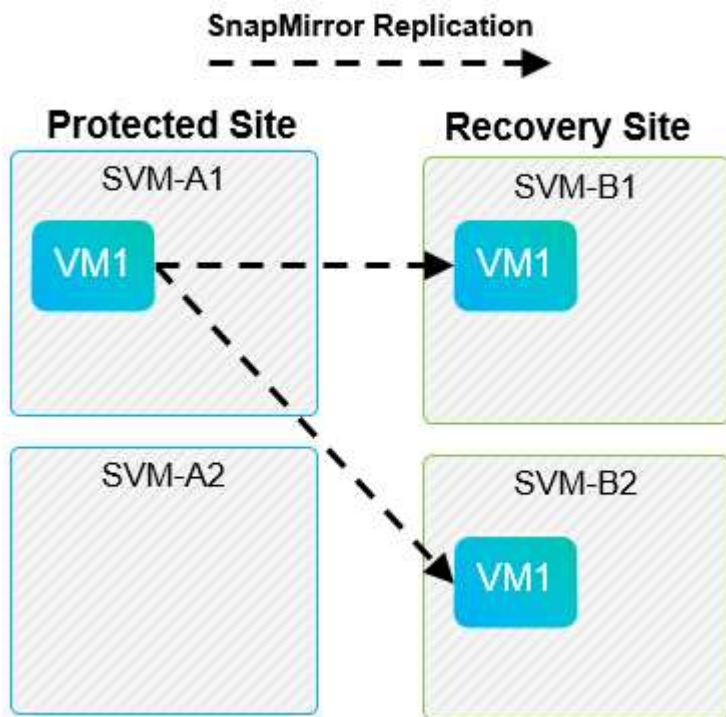 SnapMirror Replication
Protected Site
Recovery Site
SVM-A1
SVM-B1
VM1
VM1
SVM-A2
SVM-B2
VM1